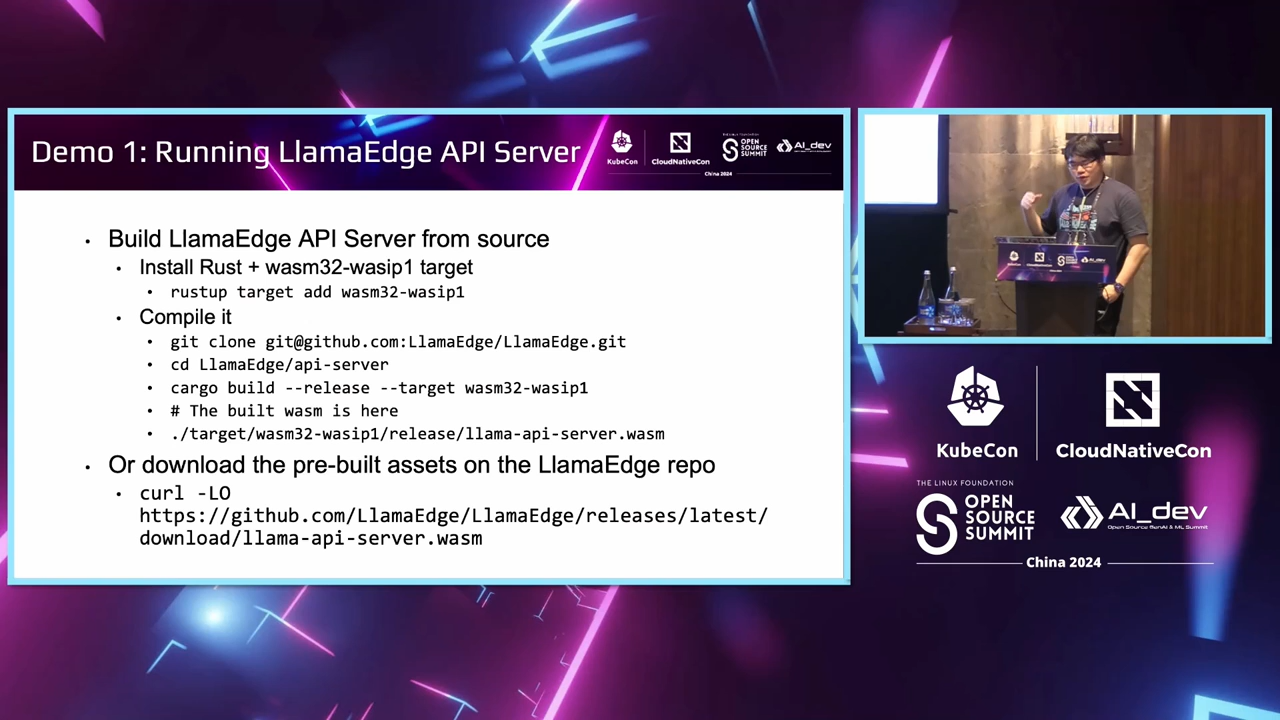 Demo 1: Running LlamaEdge API Server
KubeCon
CloudNativeCon
OPEN
SOURCE
SUMMIT
AI_dev
China 2024
• Build LlamaEdge API Server from source
• Install Rust + wasm32-wasip1 target
• rustup target add wasm32-wasip1
• Compile it
• git clone git@github.com:LlamaEdge/LlamaEdge.git
• cd LlamaEdge/api-server
• cargo build --release --target wasm32-wasip1
• # The built wasm is here
• ./target/wasm32-wasip1/release/llama-api-server.wasm
• Or download the pre-built assets on the LlamaEdge repo
• curl -LO
https://github.com/LlamaEdge/LlamaEdge/releases/latest/
download/llama-api-server.wasm
KubeCon
CloudNativeCon
THE LINUX FOUNDATION
OPEN
SOURCE
SUMMIT
AI_dev
Open Source GenAI & ML Summit
China 2024